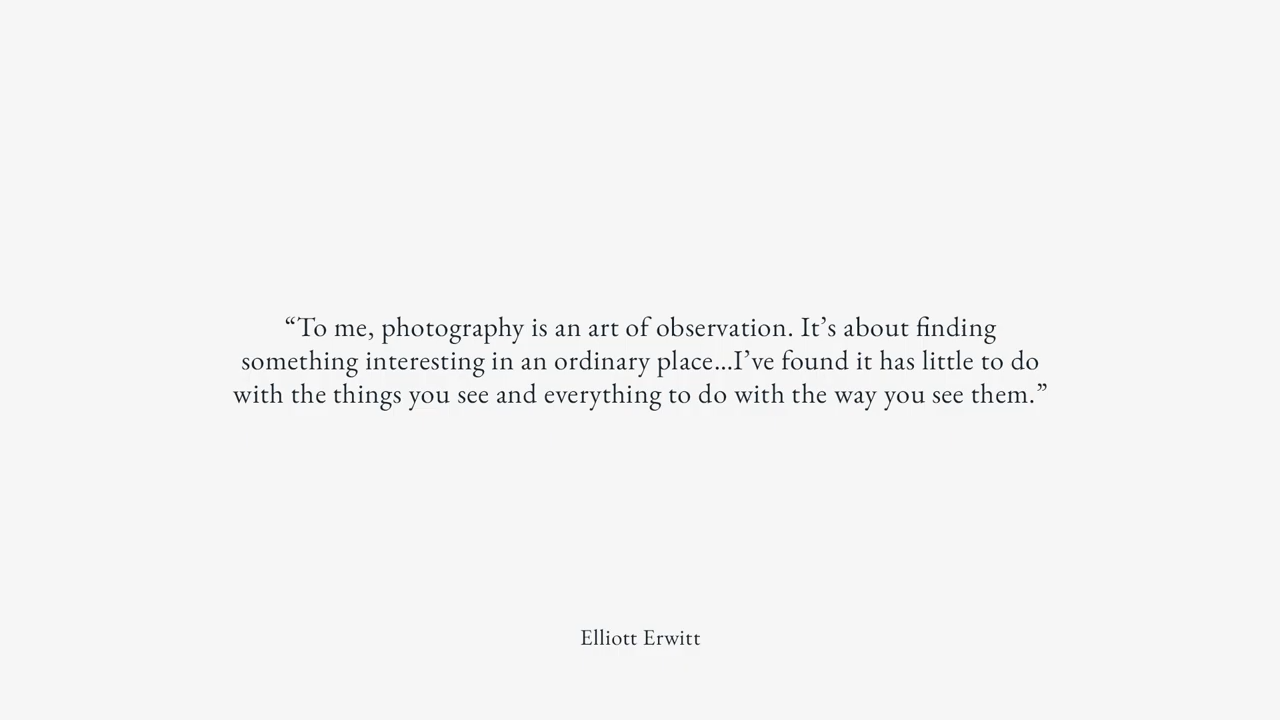 “To me, photography is an art of observation. It’s about finding
something interesting in an ordinary place...I’ve found it has little to do
with the things you see and everything to do with the way you see them.”
Elliott Erwitt